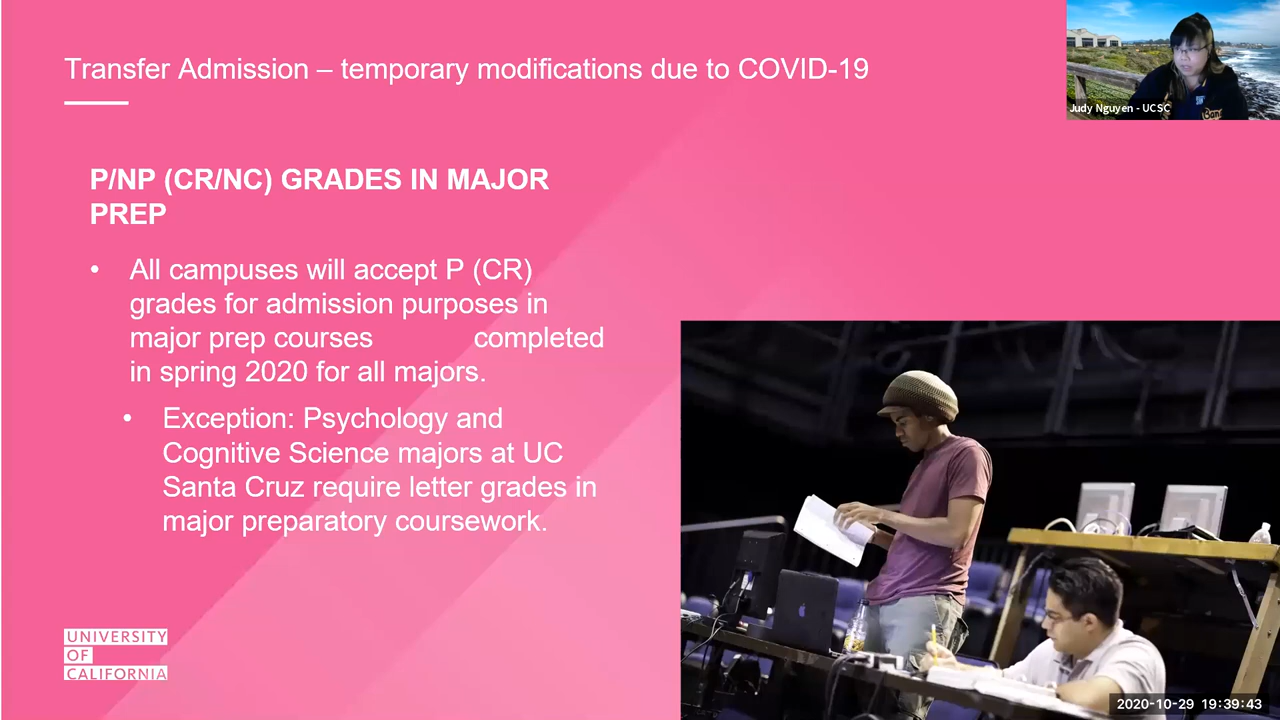 Transfer Admission – temporary modifications due to COVID-19
Judy Nguyen - UCSC
P/NP (CR/NC) GRADES IN MAJOR
PREP
• All campuses will accept P (CR)
grades for admission purposes in
major prep courses completed
in spring 2020 for all majors.
• Exception: Psychology and
Cognitive Science majors at UC
Santa Cruz require letter grades in
major preparatory coursework.
UNIVERSITY
OF
CALIFORNIA
2020-10-29 19:39:43